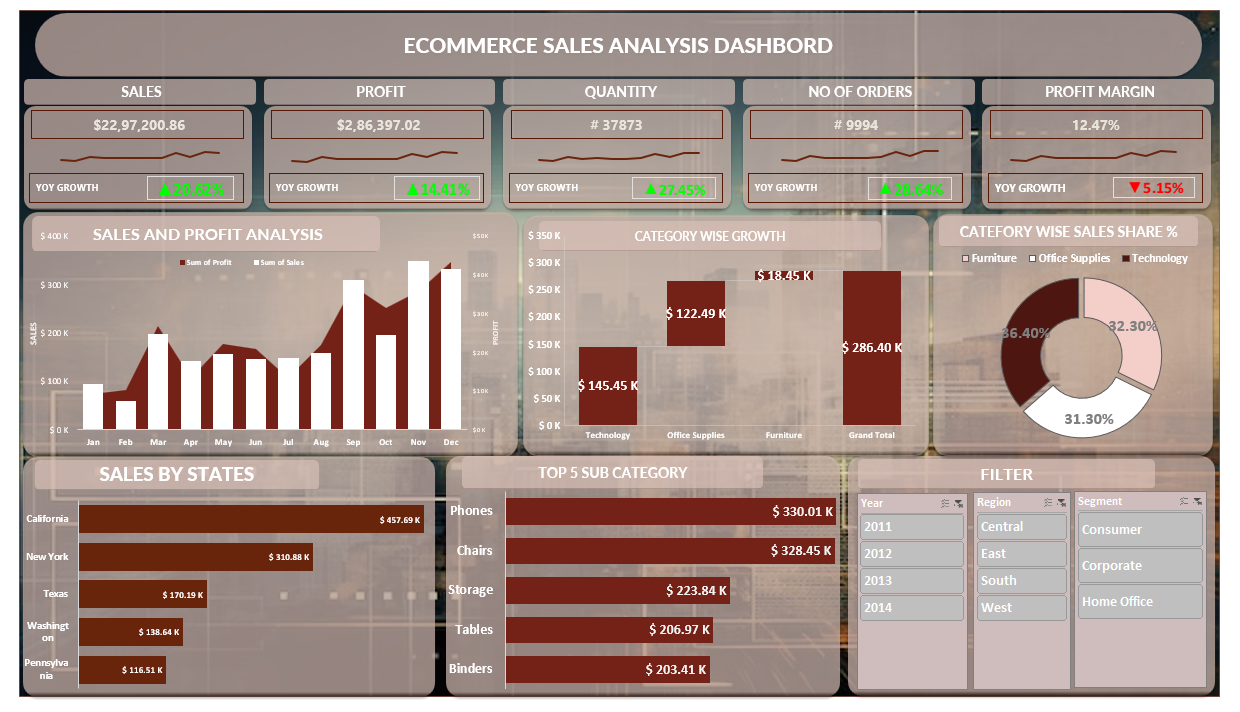 ECOMMERCE SALES ANALYSIS DASHBORD
SALES
PROFIT
QUANTITY
NO OF ORDERS
PROFIT MARGIN
$22,97,200.86
$2,86,397.02
# 37873
# 9994
12.47%
YOY GROWTH
▲20.62%
YOY GROWTH
▲14.41%
YOY GROWTH
▲27.45%
YOY GROWTH
▲28.64%
YOY GROWTH
▼5.15%
SALES AND PROFIT ANALYSIS
Sum of Profit
Sum of Sales
SALES
$ 400 K
$ 300 K
$ 200 K
$ 100 K
$ 0 K
$50K
$40K
$30K
$20K
$10K
$0K
PROFIT
Jan Feb Mar Apr May Jun Jul Aug Sep Oct Nov Dec
CATEGORY WISE GROWTH
$ 350 K
$ 300 K
$ 250 K
$ 200 K
$ 150 K
$ 100 K
$ 50 K
$ 0 K
$ 145.45 K
$ 122.49 K
$ 18.45 K
$ 286.40 K
Technology Office Supplies Furniture Grand Total
CATEFORY WISE SALES SHARE %
Furniture Office Supplies Technology
36.40%
32.30%
31.30%
SALES BY STATES
California
$ 457.69 K
New York
$ 310.88 K
Texas
$ 170.19 K
Washingt
on
$ 138.64 K
Pennsylva
nia
$ 116.51 K
TOP 5 SUB CATEGORY
Phones
$ 330.01 K
Chairs
$ 328.45 K
Storage
$ 223.84 K
Tables
$ 206.97 K
Binders
$ 203.41 K
FILTER
Year
2011
2012
2013
2014
Region
Central
East
South
West
Segment
Consumer
Corporate
Home Office